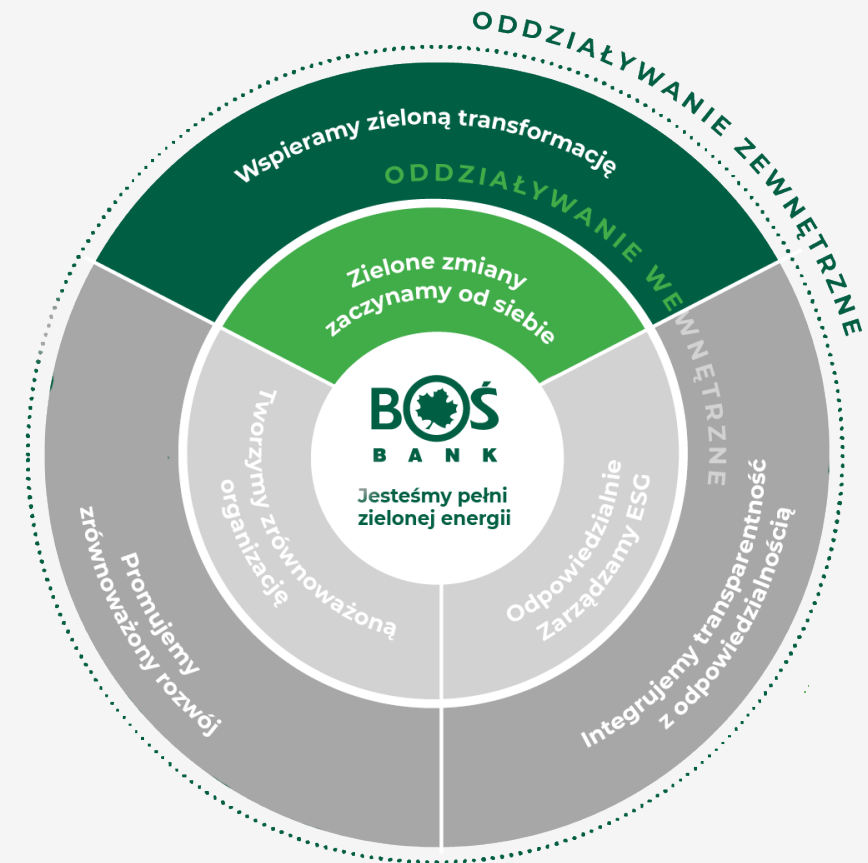 ODDZIAŁYWANIE ZEWNĘTRZNE
Wspieramy zieloną transformację
ODDZIAŁYWANIE WEWNĘTRZNE
Zielone zmiany
zaczynamy od siebie
BOŚ
BANK
Jesteśmy pełni
zielonej energii
Tworzymy zrównoważoną
organizację
Odpowiedzialnie
Zarządzamy ESG
Promujemy
zrównoważony rozwój
Integrujemy transparentność
z odpowiedzialnością